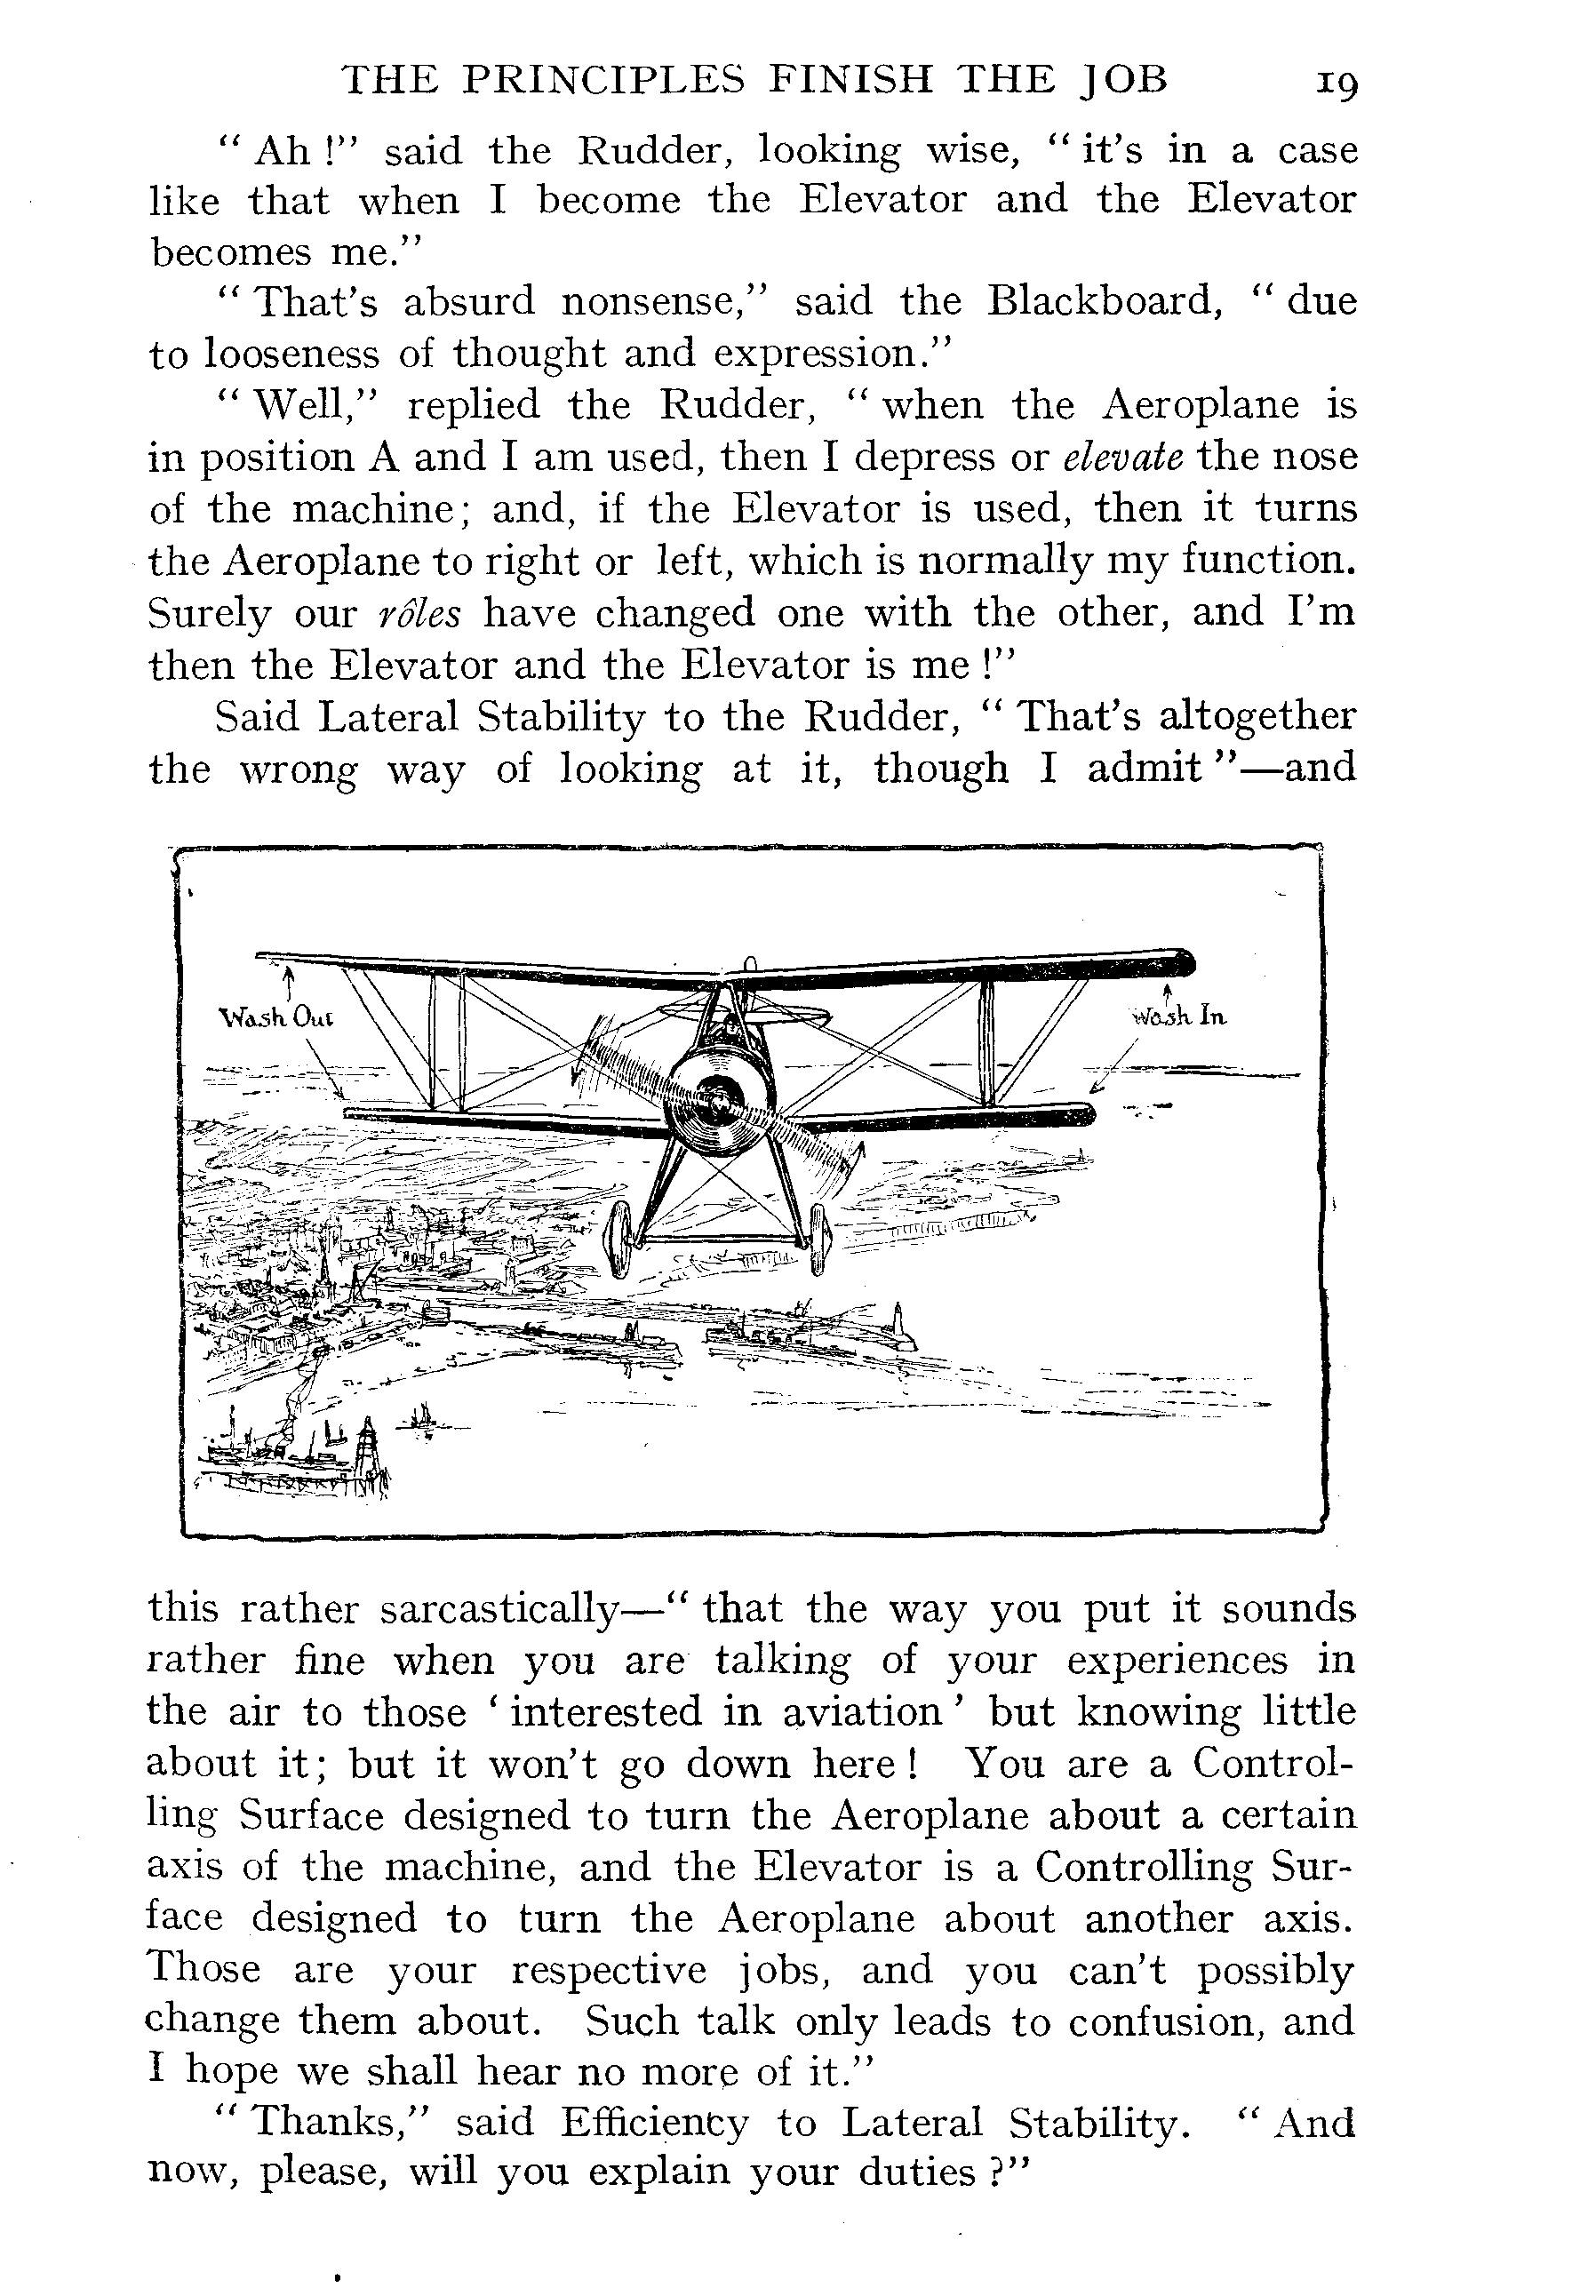 THE PRINCIPLES FINISH THE JOB 19
“ Ah !” said the Rudder, looking wise, “ it’s in a case
like that when I become the Elevator and the Elevator
becomes me.”
“ That’s absurd nonsense,” said the Blackboard, “ due
to looseness of thought and expression.”
“ Well,” replied the Rudder, “ when the Aeroplane is
in position A and I am used, then I depress or elevate the nose
of the machine; and, if the Elevator is used, then it turns
the Aeroplane to right or left, which is normally my function.
Surely our rôles have changed one with the other, and I’m
then the Elevator and the Elevator is me !”
Said Lateral Stability to the Rudder, “ That’s altogether
the wrong way of looking at it, though I admit ”—and
Wash Out
Wash In
this rather sarcastically—“ that the way you put it sounds
rather fine when you are talking of your experiences in
the air to those ‘ interested in aviation ’ but knowing little
about it; but it won’t go down here ! You are a Control-
ling Surface designed to turn the Aeroplane about a certain
axis of the machine, and the Elevator is a Controlling Sur-
face designed to turn the Aeroplane about another axis.
Those are your respective jobs, and you can’t possibly
change them about. Such talk only leads to confusion, and
I hope we shall hear no more of it.”
“ Thanks,” said Efficiency to Lateral Stability. “ And
now, please, will you explain your duties ?”